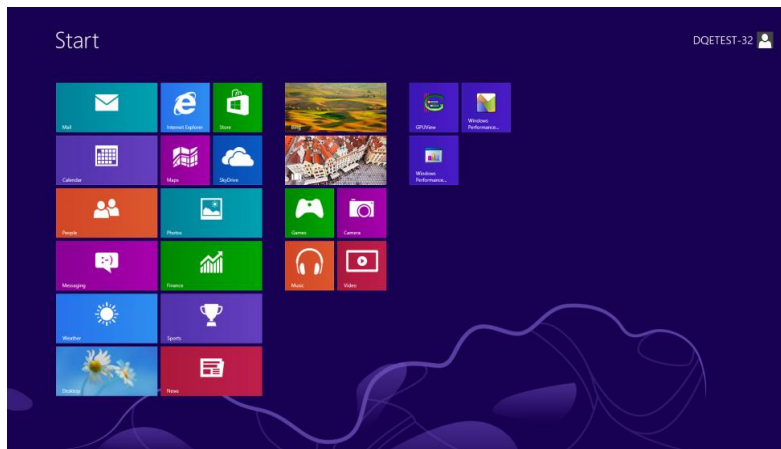 Start
DQETEST-32
Mail
Internet Explorer
Store
Bing
Calendar
Maps
SkyDrive
People
Photos
Games
Camera
Messaging
Finance
Music
Video
Weather
Sports
Desktop
News
GPUView
Windows
Performance...
Windows
Performance...